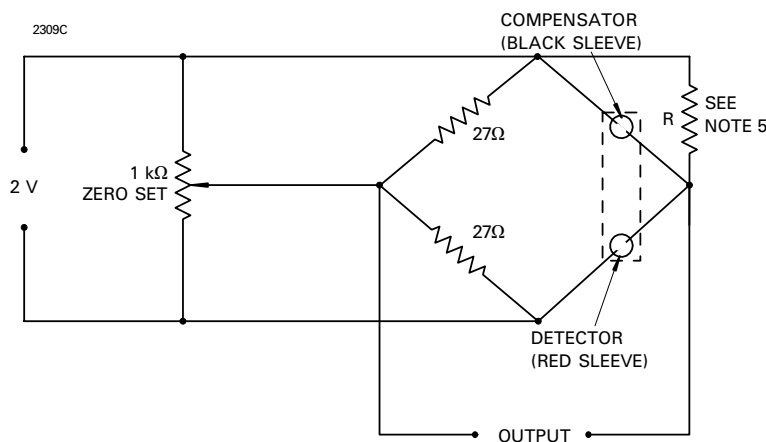 2309C
COMPENSATOR
(BLACK SLEEVE)
27Ω
R
SEE
NOTE 5
1 kΩ
ZERO SET
2 V
27Ω
DETECTOR
(RED SLEEVE)
OUTPUT